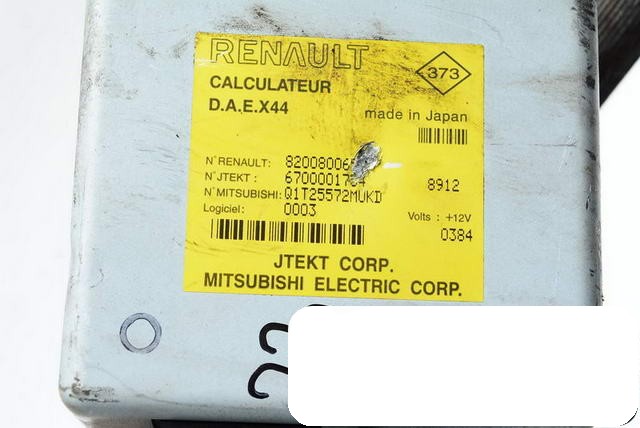 RENAULT
373
CALCULATEUR
D.A.E.X44
made in Japan
N°RENAULT:
N°JTEKT :
8912
N°MITSUBISHI: Q1T25572MUKD
Logiciel: 0003
Volts : +12V
0384
JTEKT CORP.
MITSUBISHI ELECTRIC CORP.